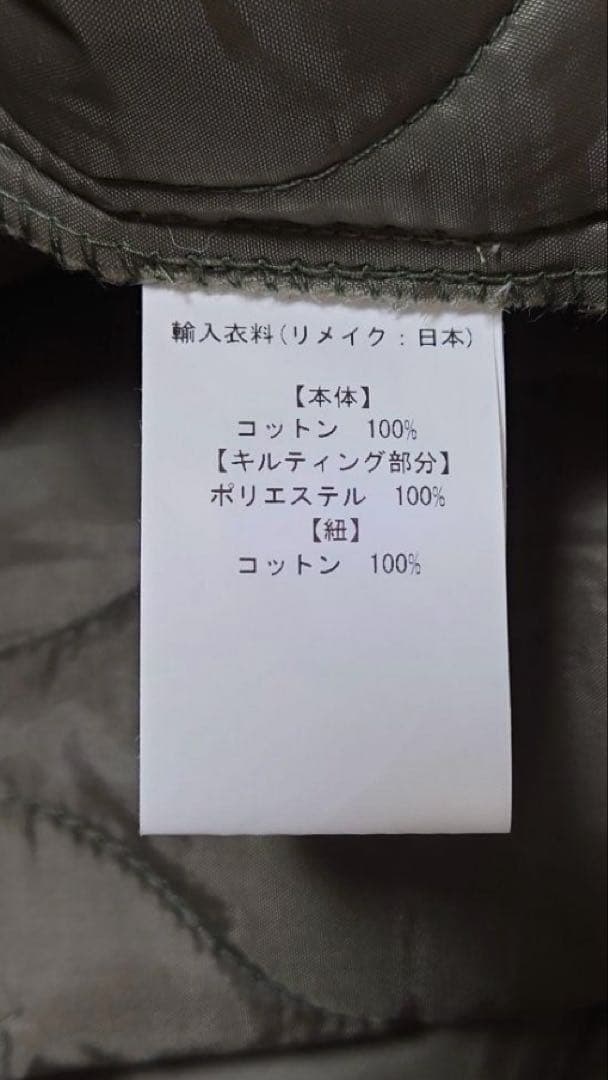 輸入衣料(リメイク：日本)
【本体】
コットン　100%
【キルティング部分】
ポリエステル　100%
【紐】
コットン　100%